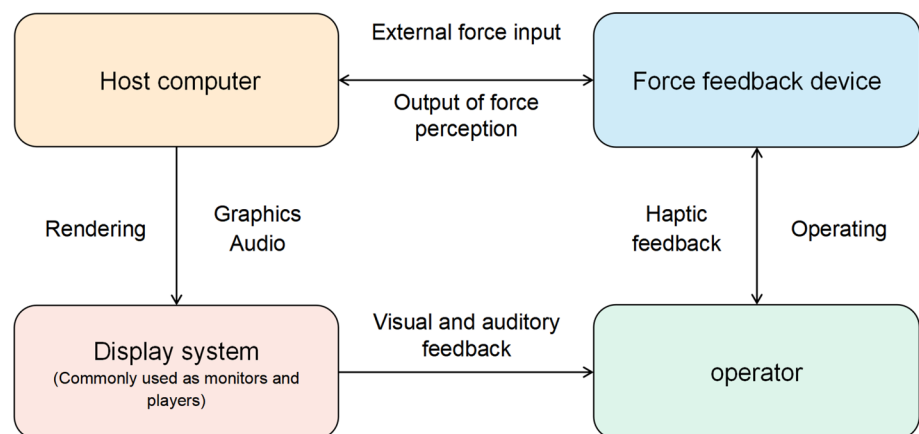 External force input
Host computer
Force feedback device
Output of force
perception
Rendering
Graphics
Audio
Haptic
feedback
Operating
Display system
(Commonly used as monitors and
players)
Visual and auditory
feedback
operator